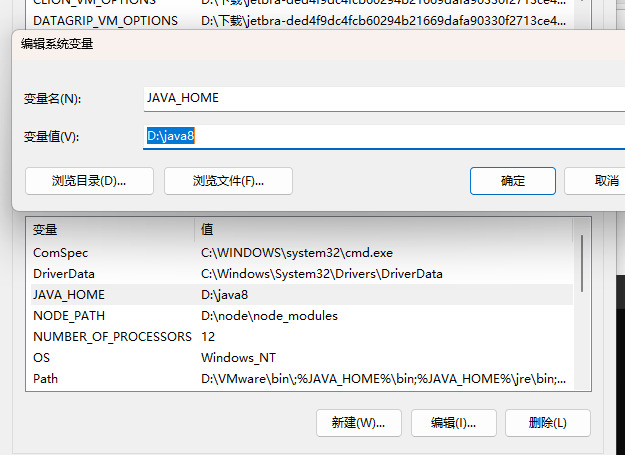 CLION_VM_OPTIONS D:\下载\jetbra-ded4f9dc4fcb60294b21669dafa90330f2713ce4...
DATAGRIP_VM_OPTIONS D:\下载\jetbra-ded4f9dc4fcb60294b21669dafa90330f2713ce4...
编辑系统变量
变量名(N): JAVA_HOME
变量值(V): D:\java8
浏览目录(D)... 浏览文件(F)... 确定 取消
变量 值
ComSpec C:\WINDOWS\system32\cmd.exe
DriverData C:\Windows\System32\Drivers\DriverData
JAVA_HOME D:\java8
NODE_PATH D:\node\node_modules
NUMBER_OF_PROCESSORS 12
OS Windows_NT
Path D:\VMware\bin\;%JAVA_HOME%\bin;%JAVA_HOME%\jre\bin;...
新建(W)... 编辑(I)... 删除(L)